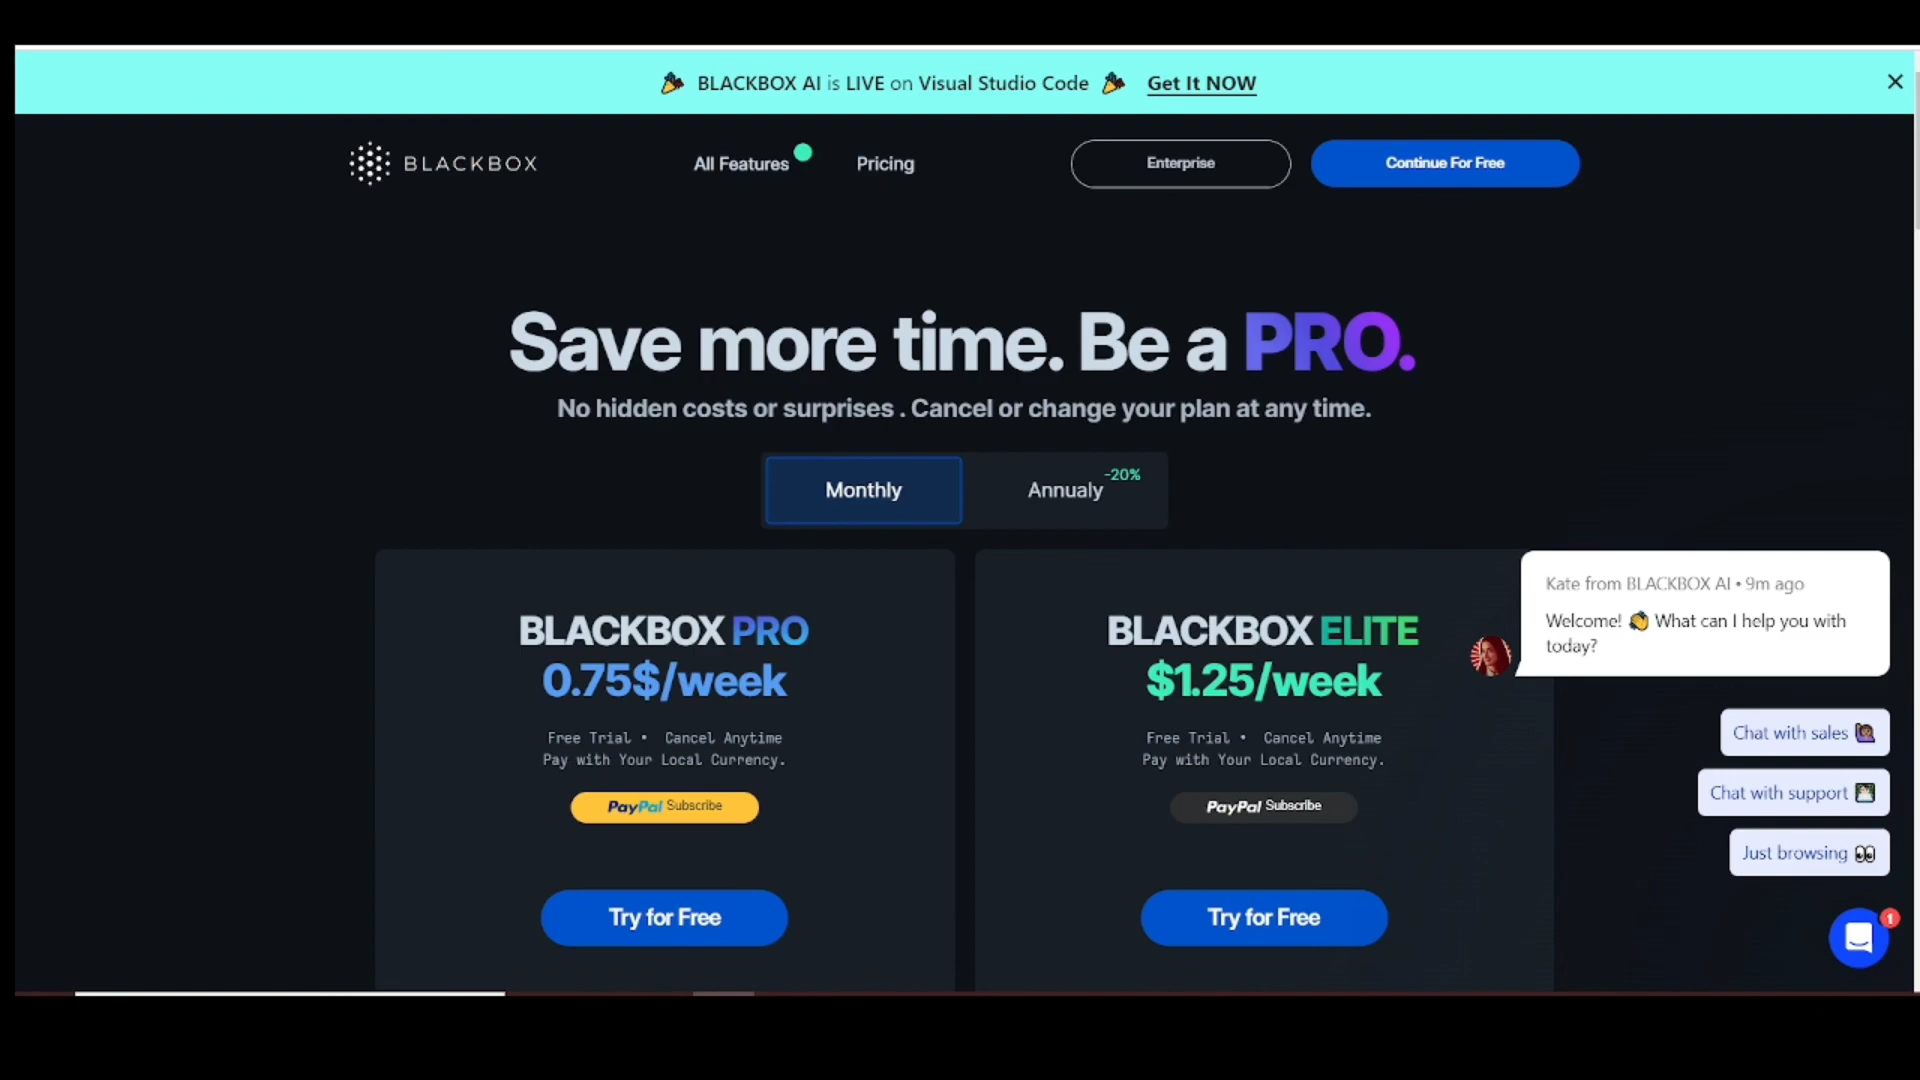 BLACKBOX AI is LIVE on Visual Studio Code Get It NOW
BLACKBOX
All Features
Pricing
Enterprise
Continue For Free
Save more time. Be a PRO.
No hidden costs or surprises . Cancel or change your plan at any time.
Monthly
Annualy -20%
BLACKBOX PRO
0.75$/week
Free Trial • Cancel Anytime
Pay with Your Local Currency.
PayPal Subscribe
Try for Free
BLACKBOX ELITE
$1.25/week
Free Trial • Cancel Anytime
Pay with Your Local Currency.
PayPal Subscribe
Try for Free
Kate from BLACKBOX AI • 9m ago
Welcome! What can I help you with
today?
Chat with sales
Chat with support
Just browsing
1